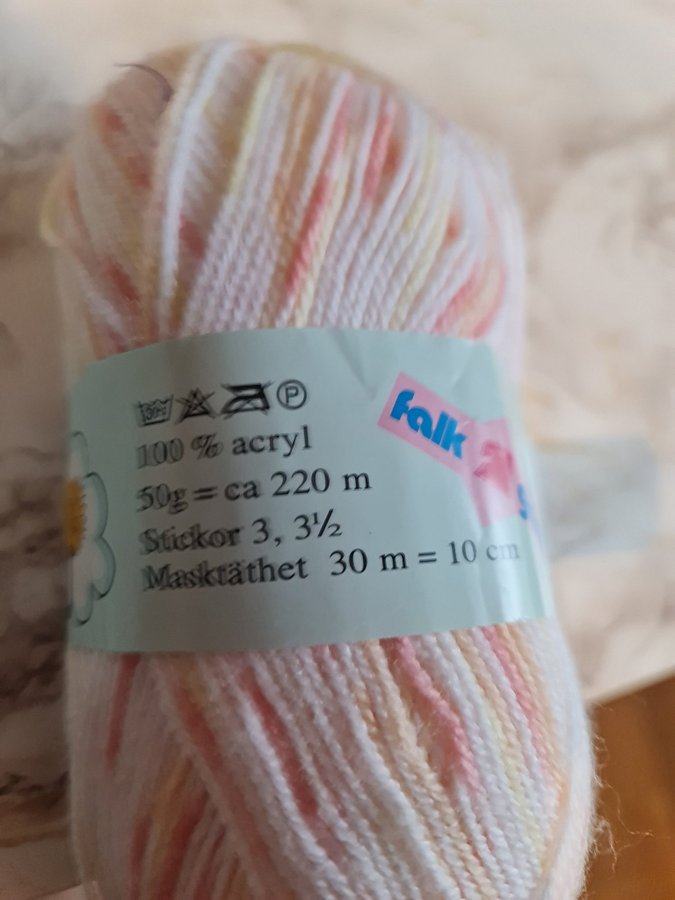 P
falk
100 % acryl
50g = ca 220 m
Stickor 3, 3½
Masktäthet 30 m = 10 cm